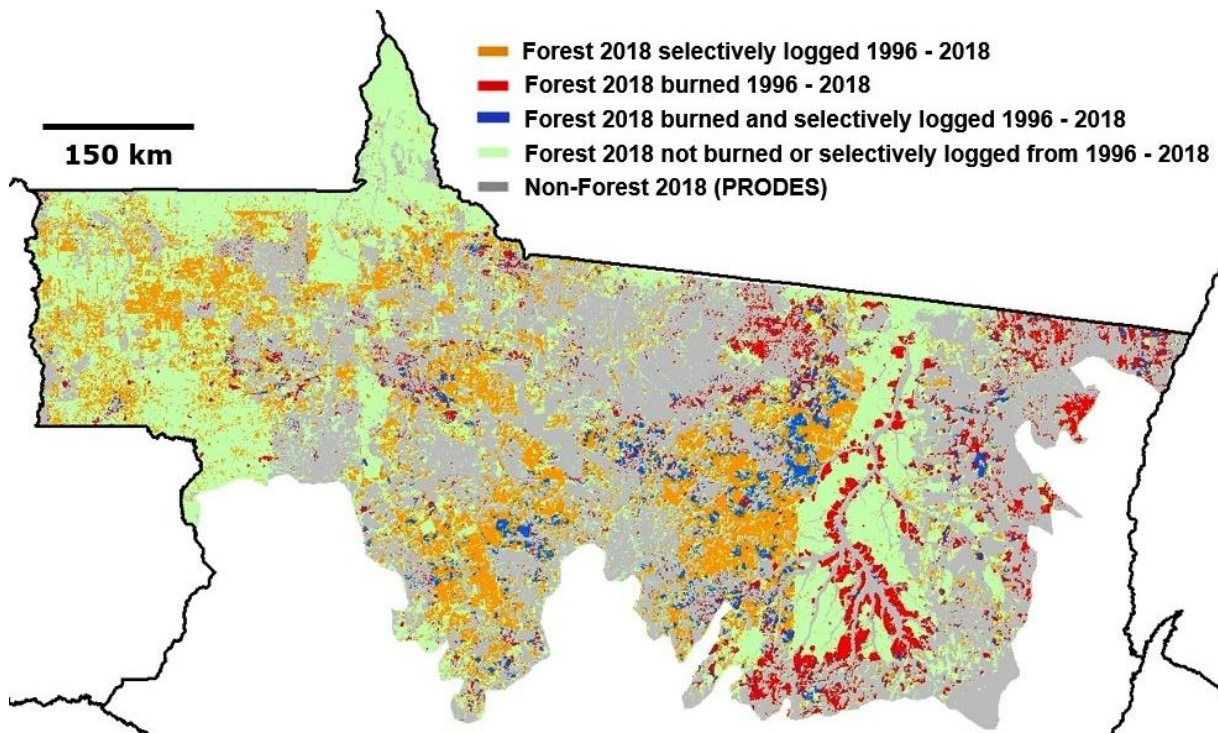 Forest 2018 selectively logged 1996 - 2018
Forest 2018 burned 1996 - 2018
Forest 2018 burned and selectively logged 1996 - 2018
Forest 2018 not burned or selectively logged from 1996 - 2018
Non-Forest 2018 (PRODES)
150 km